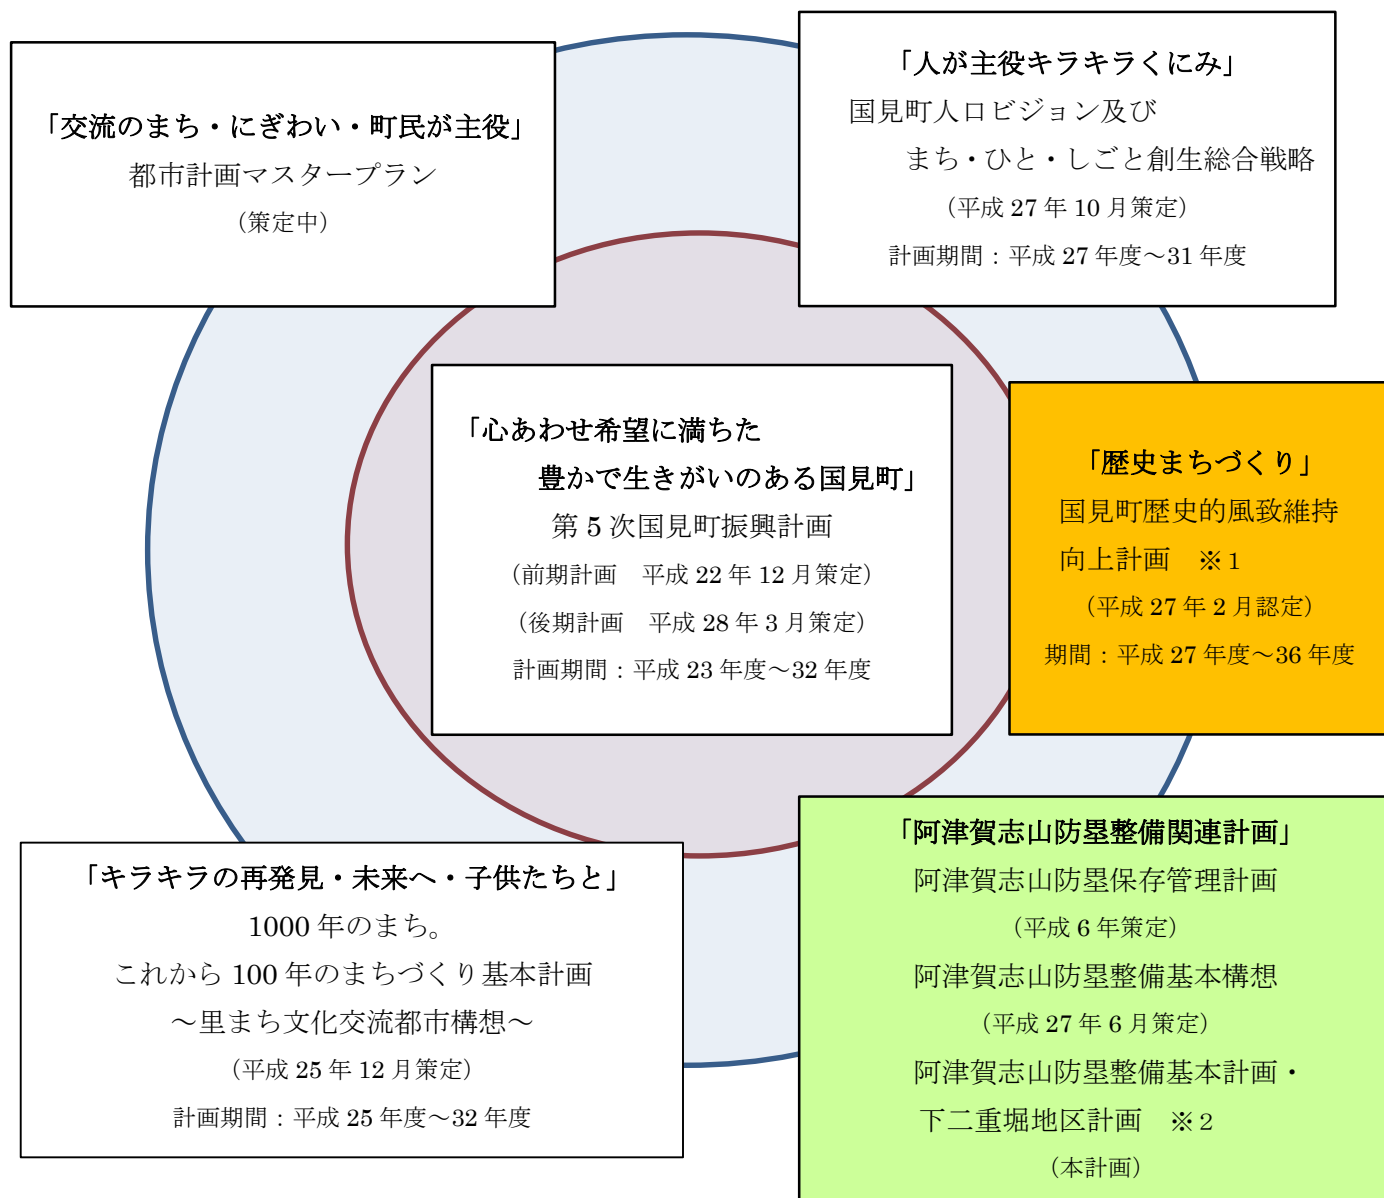 「交流のまち・にぎわい・町民が主役」
都市計画マスタープラン
（策定中）
「人が主役キラキラくにみ」
国見町人口ビジョン及び
まち・ひと・しごと創生総合戦略
（平成 27 年 10 月策定）
計画期間：平成 27 年度～31 年度
「心あわせ希望に満ちた
豊かで生きがいのある国見町」
第 5 次国見町振興計画
（前期計画　平成 22 年 12 月策定）
（後期計画　平成 28 年 3 月策定）
計画期間：平成 23 年度～32 年度
「歴史まちづくり」
国見町歴史的風致維持
向上計画　※１
（平成 27 年 2 月認定）
期間：平成 27 年度～36 年度
「キラキラの再発見・未来へ・子供たちと」
1000 年のまち。
これから 100 年のまちづくり基本計画
～里まち文化交流都市構想～
（平成 25 年 12 月策定）
計画期間：平成 25 年度～32 年度
「阿津賀志山防塁整備関連計画」
阿津賀志山防塁保存管理計画
（平成 6 年策定）
阿津賀志山防塁整備基本構想
（平成 27 年 6 月策定）
阿津賀志山防塁整備基本計画・
下二重堀地区計画　※２
（本計画）